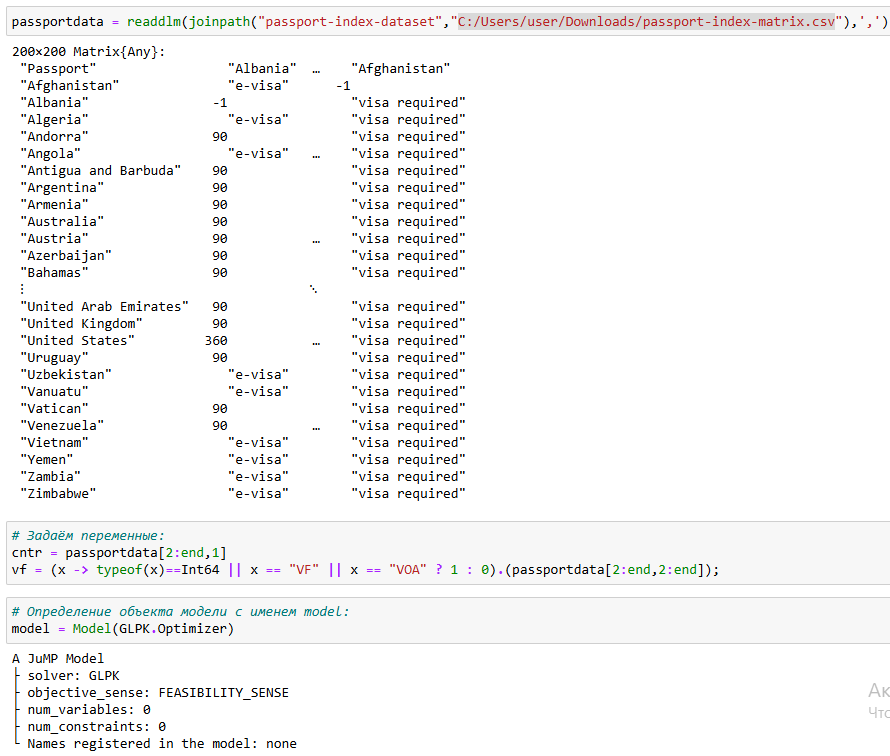 passportdata = readdlm(joinpath("passport-index-dataset","C:/Users/user/Downloads/passport-index-matrix.csv"),',')
200×200 Matrix{Any}:
"Passport" "Albania" … "Afghanistan"
"Afghanistan" "e-visa" -1
"Albania" -1 "visa required"
"Algeria" "e-visa" "visa required"
"Andorra" 90 "visa required"
"Angola" "e-visa" … "visa required"
"Antigua and Barbuda" 90 "visa required"
"Argentina" 90 "visa required"
"Armenia" 90 "visa required"
"Australia" 90 "visa required"
"Austria" 90 … "visa required"
"Azerbaijan" 90 "visa required"
"Bahamas" 90 "visa required"
⋮ ⋱
"United Arab Emirates" 90 "visa required"
"United Kingdom" 90 "visa required"
"United States" 360 … "visa required"
"Uruguay" 90 "visa required"
"Uzbekistan" "e-visa" "visa required"
"Vanuatu" "e-visa" "visa required"
"Vatican" 90 "visa required"
"Venezuela" 90 … "visa required"
"Vietnam" "e-visa" "visa required"
"Yemen" "e-visa" "visa required"
"Zambia" "e-visa" "visa required"
"Zimbabwe" "e-visa" "visa required"
# Задаём переменные:
cntr = passportdata[2:end,1]
vf = (x -> typeof(x)==Int64 || x == "VF" || x == "VOA" ? 1 : 0).(passportdata[2:end,2:end]);
# Определение объекта модели с именем model:
model = Model(GLPK.Optimizer)
A JuMP Model
├ solver: GLPK
├ objective_sense: FEASIBILITY_SENSE
├ num_variables: 0
├ num_constraints: 0
└ Names registered in the model: none
Ак
Что